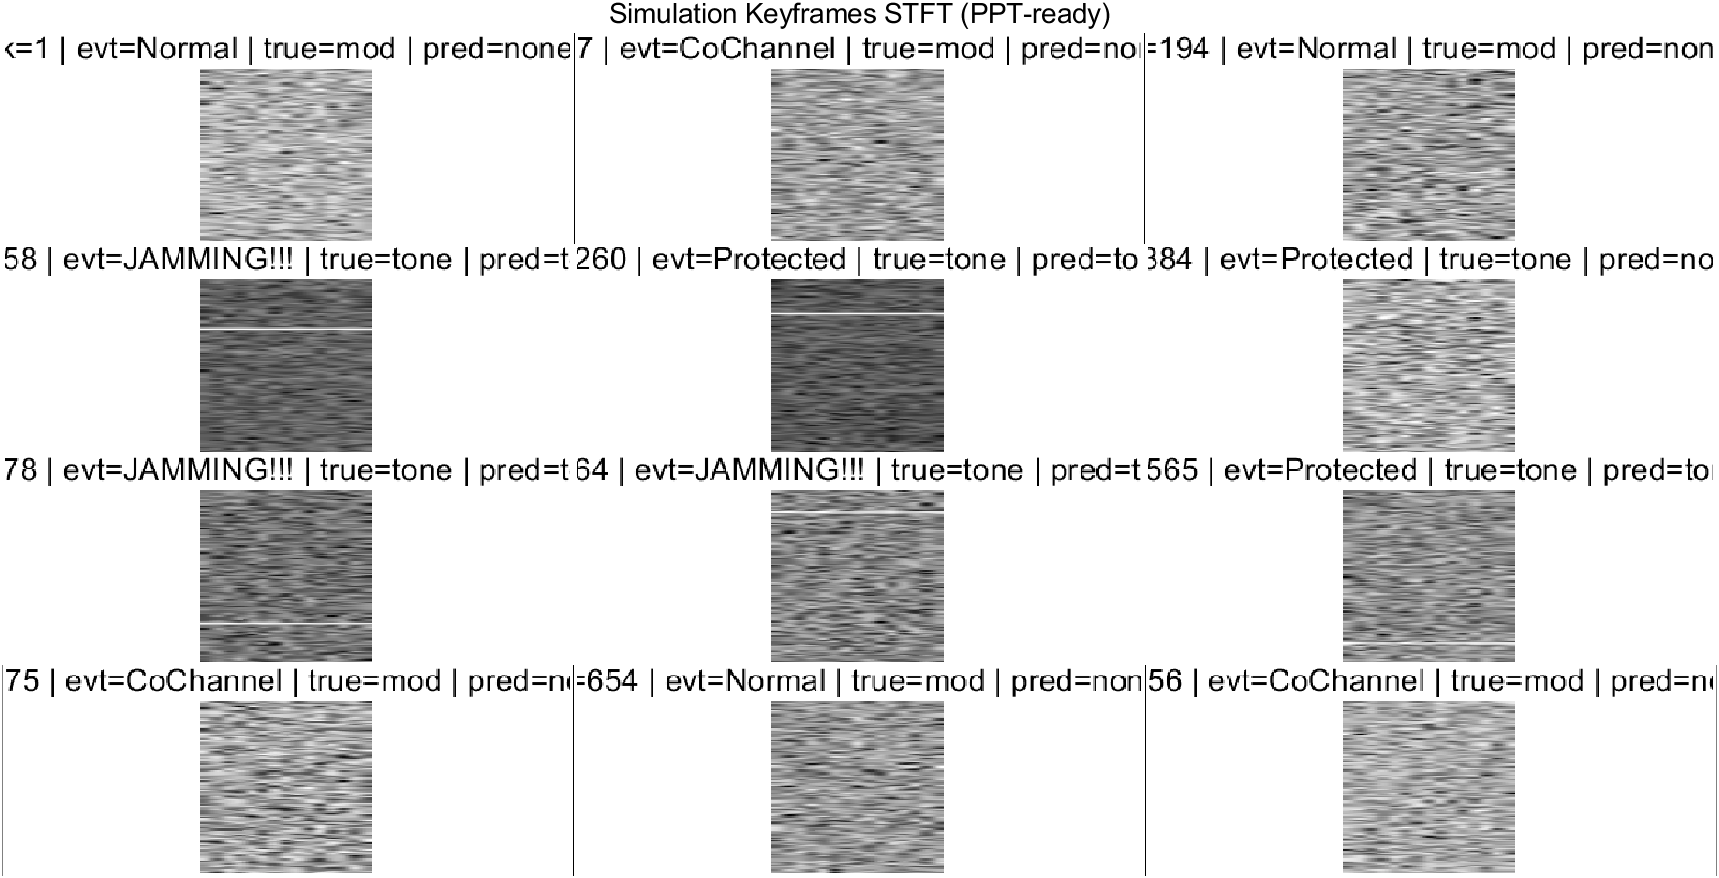 Simulation Keyframes STFT (PPT-ready)
k=1 | evt=Normal | true=mod | pred=none
7 | evt=CoChannel | true=mod | pred=no
=194 | evt=Normal | true=mod | pred=non
58 | evt=JAMMING!!! | true=tone | pred=t
260 | evt=Protected | true=tone | pred=to
384 | evt=Protected | true=tone | pred=no
78 | evt=JAMMING!!! | true=tone | pred=t
64 | evt=JAMMING!!! | true=tone | pred=t
565 | evt=Protected | true=tone | pred=to
75 | evt=CoChannel | true=mod | pred=n
=654 | evt=Normal | true=mod | pred=non
56 | evt=CoChannel | true=mod | pred=n